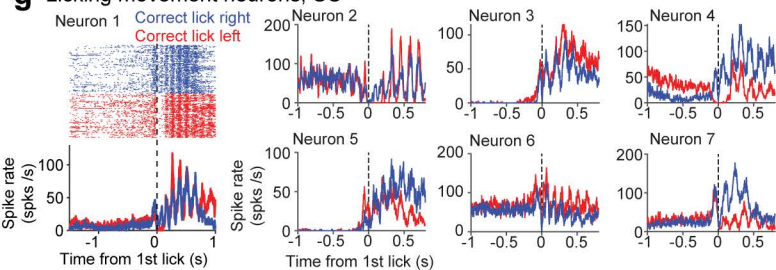 Neuron 1
Correct lick right
Correct lick left
Neuron 2
Neuron 3
Neuron 4
200
100
0
-1 -0.5 0 0.5
100
50
0
-1 -0.5 0 0.5
150
100
50
0
-1 -0.5 0 0.5
Spike rate
(spks /s)
100
50
0
-1 0 1
Time from 1st lick (s)
Neuron 5
Neuron 6
Neuron 7
Spike rate
(spks /s)
100
50
0
-1 -0.5 0 0.5
Time from 1st lick (s)
200
100
0
-1 -0.5 0 0.5
200
100
0
-1 -0.5 0 0.5